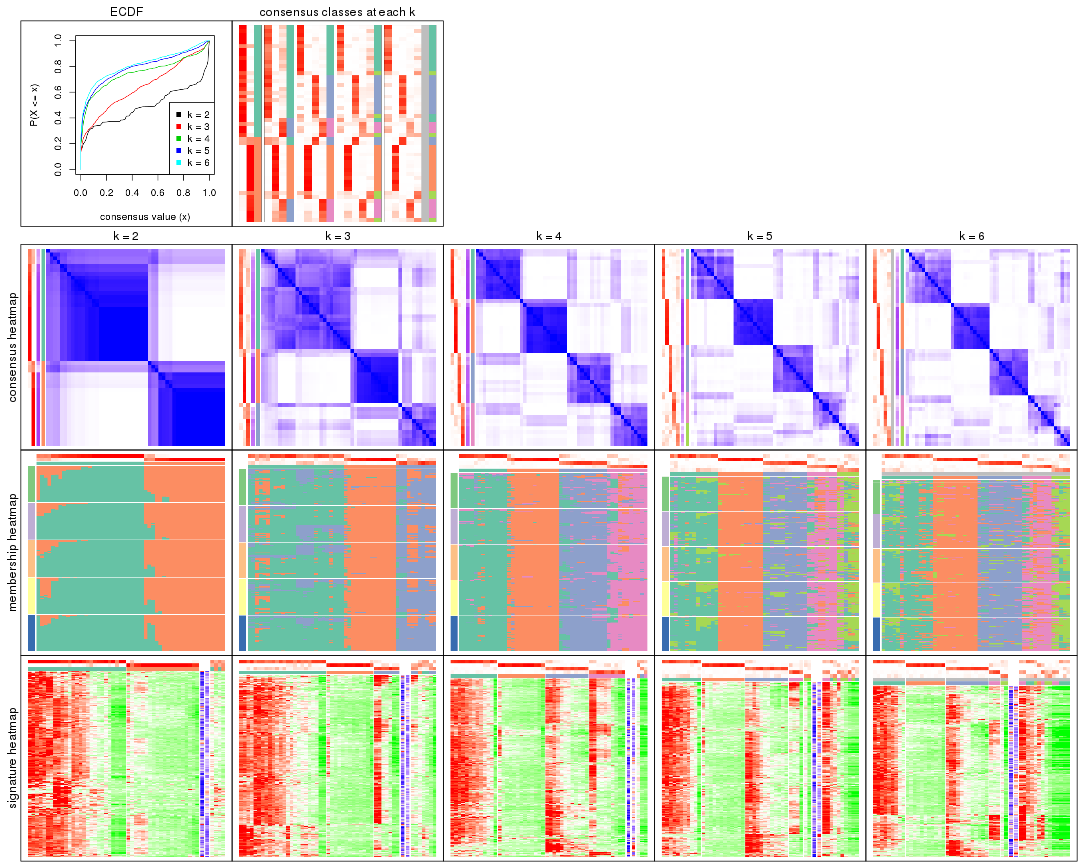 ECDF
consensus classes at each k
P(X <= x)
0.0 0.2 0.4 0.6 0.8 1.0
k = 2
k = 3
k = 4
k = 5
k = 6
0.0 0.2 0.4 0.6 0.8 1.0
consensus value (x)
k = 2
k = 3
k = 4
k = 5
k = 6
consensus heatmap
membership heatmap
signature heatmap